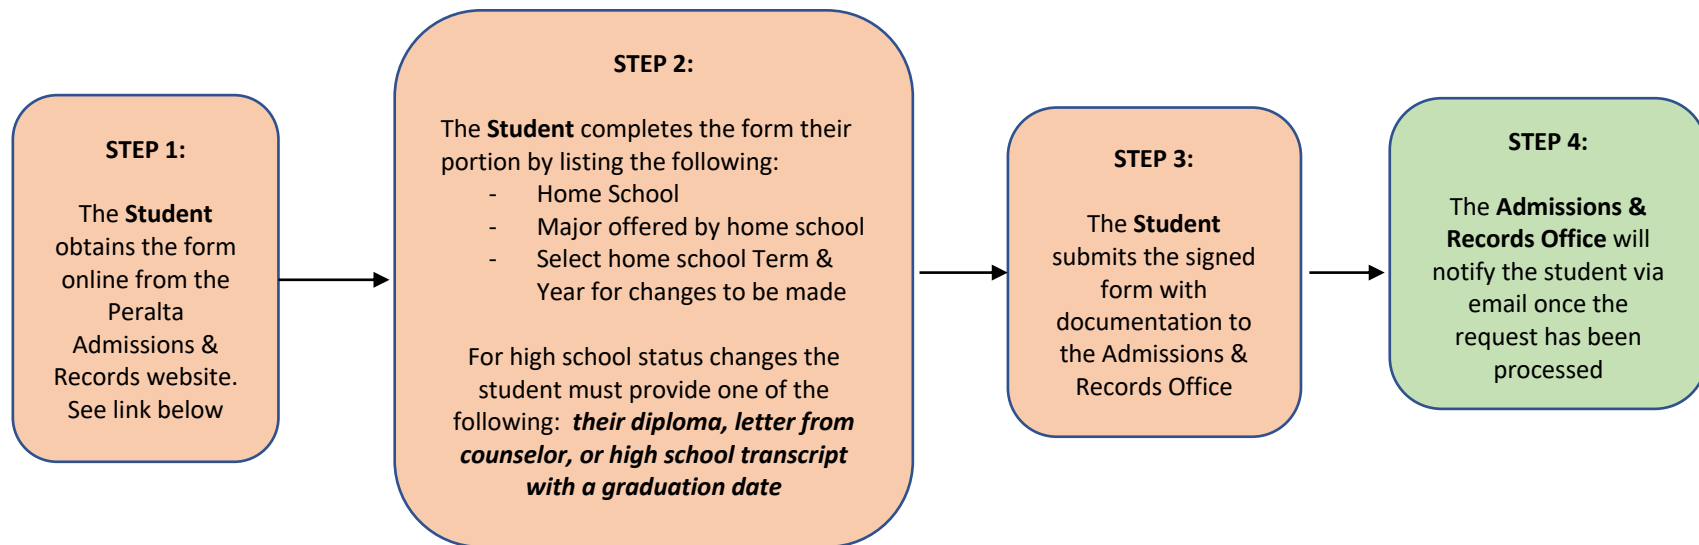 STEP 1:
The Student
obtains the form
online from the
Peralta
Admissions &
Records website.
See link below
STEP 2:
The Student completes the form their
portion by listing the following:
- Home School
- Major offered by home school
- Select home school Term &
Year for changes to be made
For high school status changes the
student must provide one of the
following: their diploma, letter from
counselor, or high school transcript
with a graduation date
STEP 3:
The Student
submits the signed
form with
documentation to
the Admissions &
Records Office
STEP 4:
The Admissions &
Records Office will
notify the student via
email once the
request has been
processed